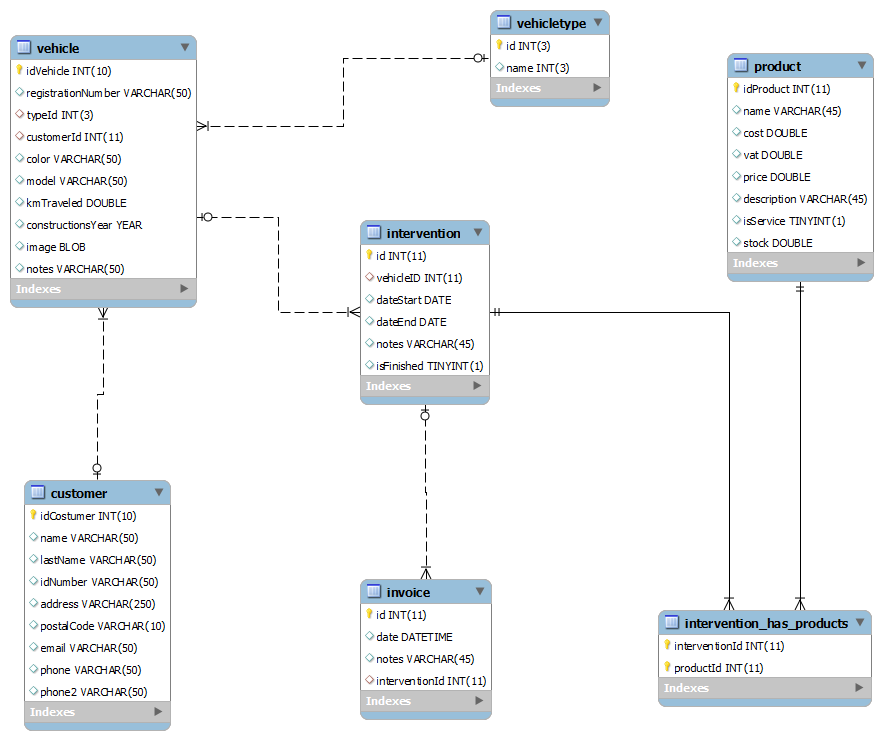 vehicle
idVehicle INT(10)
registrationNumber VARCHAR(50)
typeId INT(3)
customerId INT(11)
color VARCHAR(50)
model VARCHAR(50)
kmTraveled DOUBLE
constructionsYear YEAR
image BLOB
notes VARCHAR(50)
Indexes
vehicletype
id INT(3)
name INT(3)
Indexes
product
idProduct INT(11)
name VARCHAR(45)
cost DOUBLE
vat DOUBLE
price DOUBLE
description VARCHAR(45)
isService TINYINT(1)
stock DOUBLE
Indexes
intervention
id INT(11)
vehicleID INT(11)
dateStart DATE
dateEnd DATE
notes VARCHAR(45)
isFinished TINYINT(1)
Indexes
customer
idCostumer INT(10)
name VARCHAR(50)
lastName VARCHAR(50)
idNumber VARCHAR(50)
address VARCHAR(250)
postalCode VARCHAR(10)
email VARCHAR(50)
phone VARCHAR(50)
phone2 VARCHAR(50)
Indexes
invoice
id INT(11)
date DATETIME
notes VARCHAR(45)
interventionId INT(11)
Indexes
intervention_has_products
interventionId INT(11)
productId INT(11)
Indexes